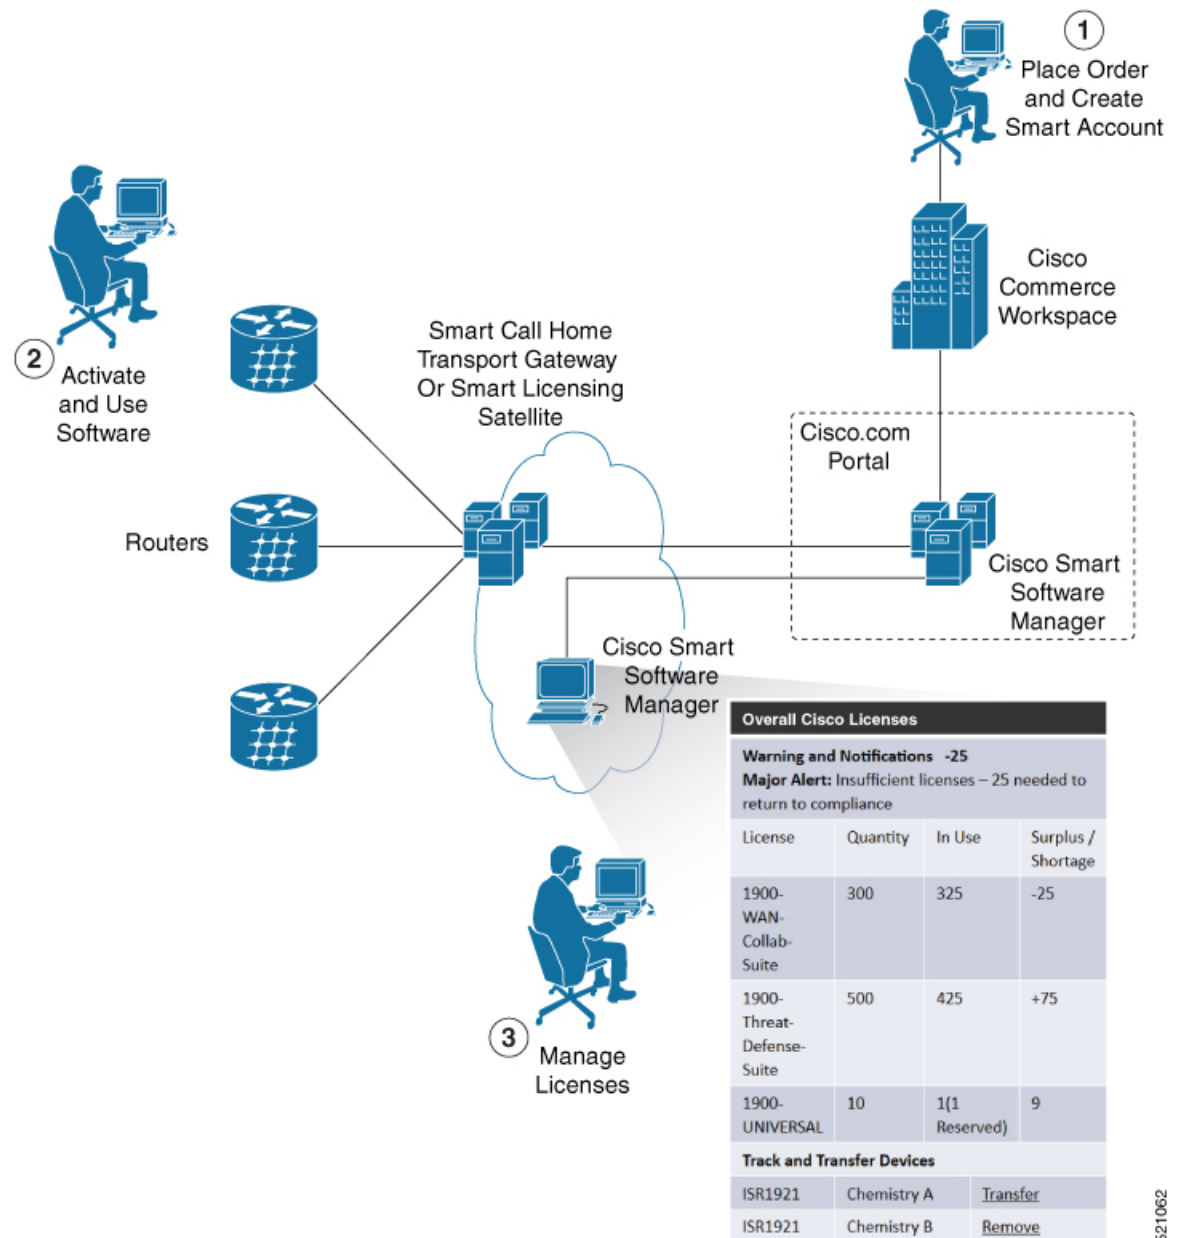 1
Place Order
and Create
Smart Account
Cisco
Commerce
Workspace
2
Activate
and Use
Software
Smart Call Home
Transport Gateway
Or Smart Licensing
Satellite
Cisco.com
Portal
Routers
Cisco Smart
Software
Manager
Cisco Smart
Software
Manager
3
Manage
Licenses
Overall Cisco Licenses
Warning and Notifications -25
Major Alert: Insufficient licenses – 25 needed to
return to compliance
License Quantity In Use Surplus /
Shortage
1900- 300 325 -25
WAN-
Collab-
Suite
1900- 500 425 +75
Threat-
Defense-
Suite
1900- 10 1(1 9
UNIVERSAL Reserved)
Track and Transfer Devices
ISR1921 Chemistry A Transfer
ISR1921 Chemistry B Remove
521062